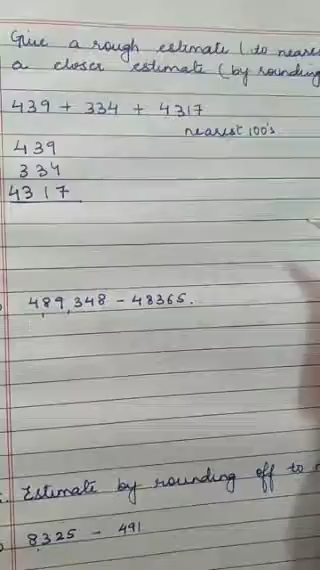 Give a rough estimate ( to neares
a closer estimate ( by rounding
439 + 334 + 4317
nearest 100's.
439
334
4317
489,348 - 48365.
Estimate by rounding off to
8325 - 491